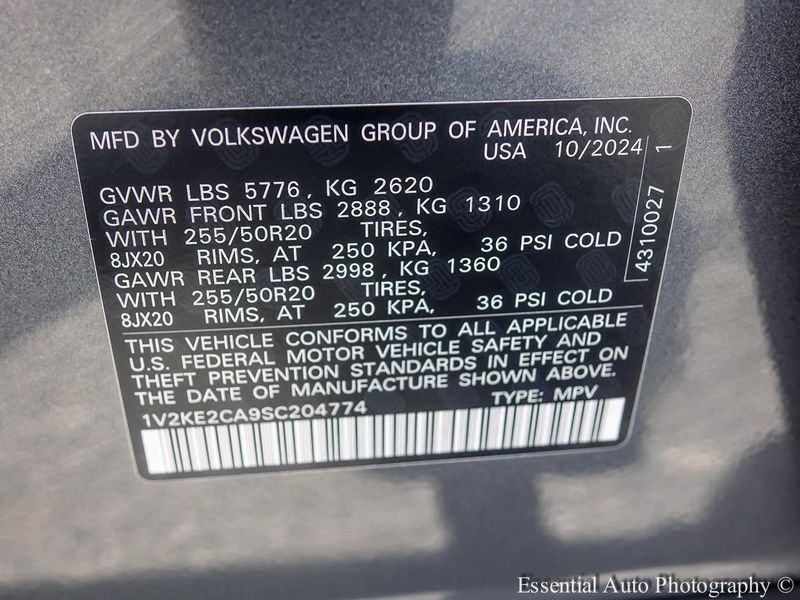 MFD BY VOLKSWAGEN GROUP OF AMERICA, INC.
USA 10/2024
GVWR LBS 5776, KG 2620
GAWR FRONT LBS 2888, KG 1310
WITH 255/50R20 TIRES,
8JX20 RIMS, AT 250 KPA, 36 PSI COLD
GAWR REAR LBS 2998, KG 1360
WITH 255/50R20 TIRES,
8JX20 RIMS, AT 250 KPA, 36 PSI COLD
4310027 1
THIS VEHICLE CONFORMS TO ALL APPLICABLE
U.S. FEDERAL MOTOR VEHICLE SAFETY AND
THEFT PREVENTION STANDARDS IN EFFECT ON
THE DATE OF MANUFACTURE SHOWN ABOVE.
1V2KE2CA9SC204774 TYPE: MPV
Essential Auto Photography ©